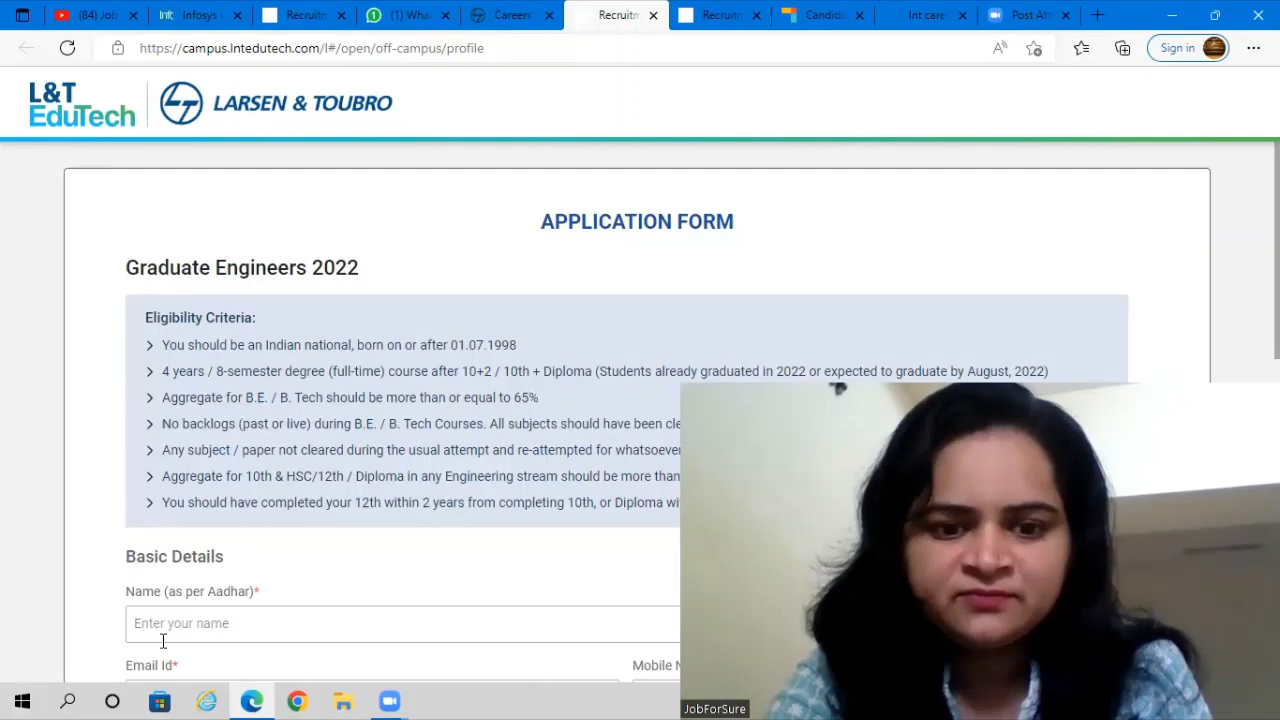 (84) Job
Infosys
Recruitm
(1) Wha
Careers
Recruitm
Recruitm
Candid
Int care
Post At
https://campus.lntedutech.com/l#/open/off-campus/profile
Sign in
L&T EduTech
LARSEN & TOUBRO
APPLICATION FORM
Graduate Engineers 2022
Eligibility Criteria:
You should be an Indian national, born on or after 01.07.1998
4 years / 8-semester degree (full-time) course after 10+2 / 10th + Diploma (Students already graduated in 2022 or expected to graduate by August, 2022)
Aggregate for B.E. / B. Tech should be more than or equal to 65%
No backlogs (past or live) during B.E. / B. Tech Courses. All subjects should have been cle
Any subject / paper not cleared during the usual attempt and re-attempted for whatsoever
Aggregate for 10th & HSC/12th / Diploma in any Engineering stream should be more than
You should have completed your 12th within 2 years from completing 10th, or Diploma wi
Basic Details
Name (as per Aadhar)*
Enter your name
Email Id* Mobile N
JobForSure